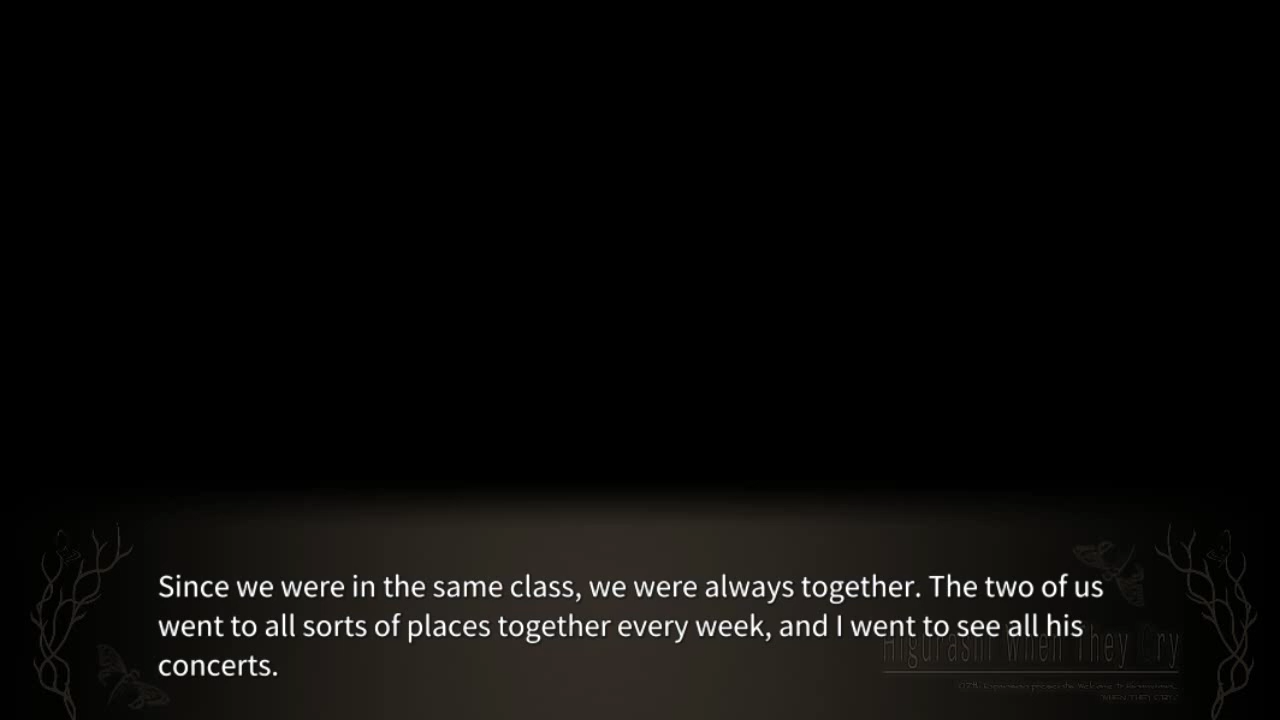 Since we were in the same class, we were always together. The two of us
went to all sorts of places together every week, and I went to see all his
concerts.
Higurashi When They Cry